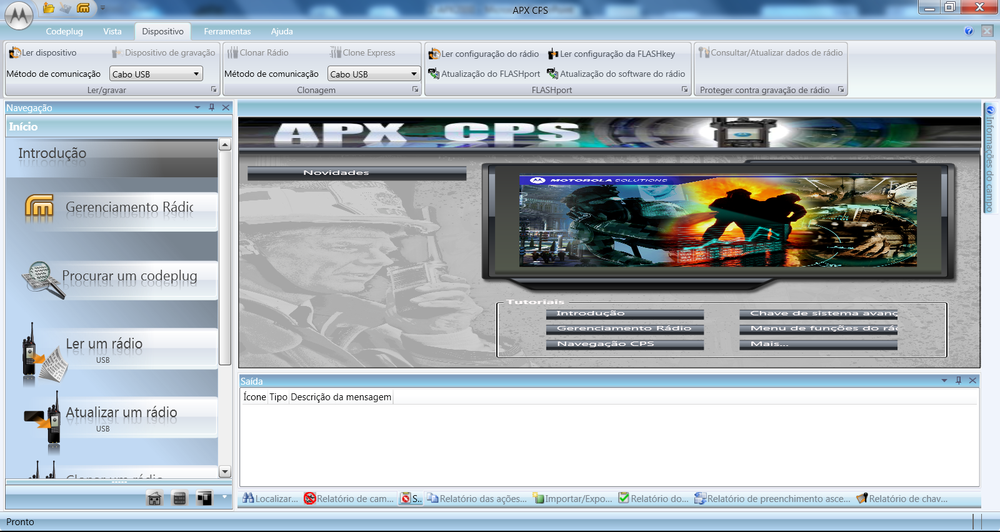 APX CPS
Codeplug Vista Dispositivo Ferramentas Ajuda
Ler dispositivo Dispositivo de gravação
Método de comunicação Cabo USB
Ler/gravar
Clonar Rádio Clone Express
Método de comunicação Cabo USB
Clonagem
Ler configuração do rádio Ler configuração da FLASHkey
Atualização do FLASHport Atualização do software do rádio
FLASHport
Consultar/Atualizar dados de rádio
Proteger contra gravação de rádio
Navegação
Início
Introdução
Gerenciamento Rádio
Procurar um codeplug
Ler um rádio
USB
Atualizar um rádio
USB
Clonar um rádio
APX CPS
Novidades
MOTOROLA SOLUTIONS
Tutoriais
Introdução
Gerenciamento Rádio
Navegação CPS
Chave de sistema avanç
Menu de funções do rá
Mais...
Informações do campo
Saída
Ícone Tipo Descrição da mensagem
Localizar... Relatório de cam... S.. Relatório das ações... Importar/Expo... Relatório do... Relatório de preenchimento asce... Relatório de chav...
Pronto